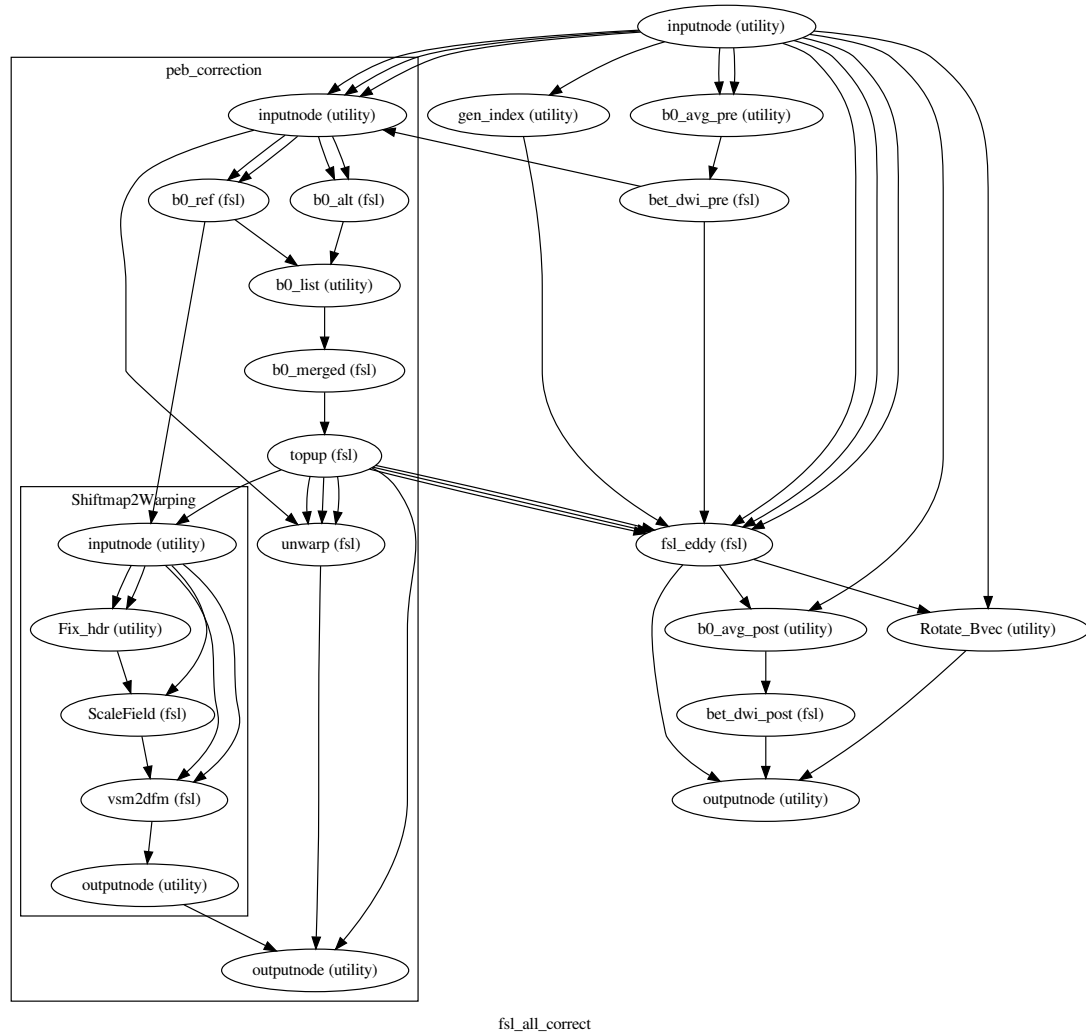 inputnode (utility)
peb_correction
inputnode (utility)
gen_index (utility)
b0_avg_pre (utility)
b0_ref (fsl)
b0_alt (fsl)
bet_dwi_pre (fsl)
b0_list (utility)
b0_merged (fsl)
topup (fsl)
Shiftmap2Warping
inputnode (utility)
unwarp (fsl)
fsl_eddy (fsl)
Fix_hdr (utility)
b0_avg_post (utility)
Rotate_Bvec (utility)
ScaleField (fsl)
bet_dwi_post (fsl)
vsm2dfm (fsl)
outputnode (utility)
outputnode (utility)
outputnode (utility)
fsl_all_correct